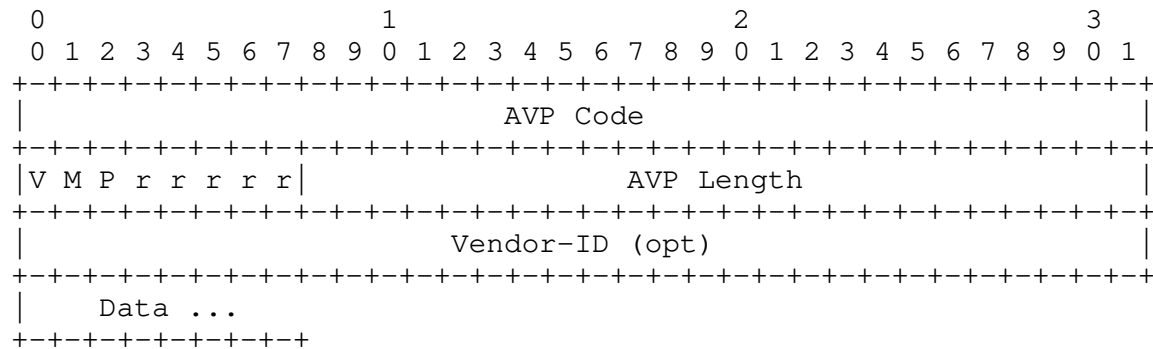 0                   1                   2                   3
 0 1 2 3 4 5 6 7 8 9 0 1 2 3 4 5 6 7 8 9 0 1 2 3 4 5 6 7 8 9 0 1
+-+-+-+-+-+-+-+-+-+-+-+-+-+-+-+-+-+-+-+-+-+-+-+-+-+-+-+-+-+-+-+-+
|                           AVP Code                            |
+-+-+-+-+-+-+-+-+-+-+-+-+-+-+-+-+-+-+-+-+-+-+-+-+-+-+-+-+-+-+-+-+
|V M P r r r r r|                  AVP Length                   |
+-+-+-+-+-+-+-+-+-+-+-+-+-+-+-+-+-+-+-+-+-+-+-+-+-+-+-+-+-+-+-+-+
|                        Vendor-ID (opt)                        |
+-+-+-+-+-+-+-+-+-+-+-+-+-+-+-+-+-+-+-+-+-+-+-+-+-+-+-+-+-+-+-+-+
|    Data ...
+-+-+-+-+-+-+-+-+